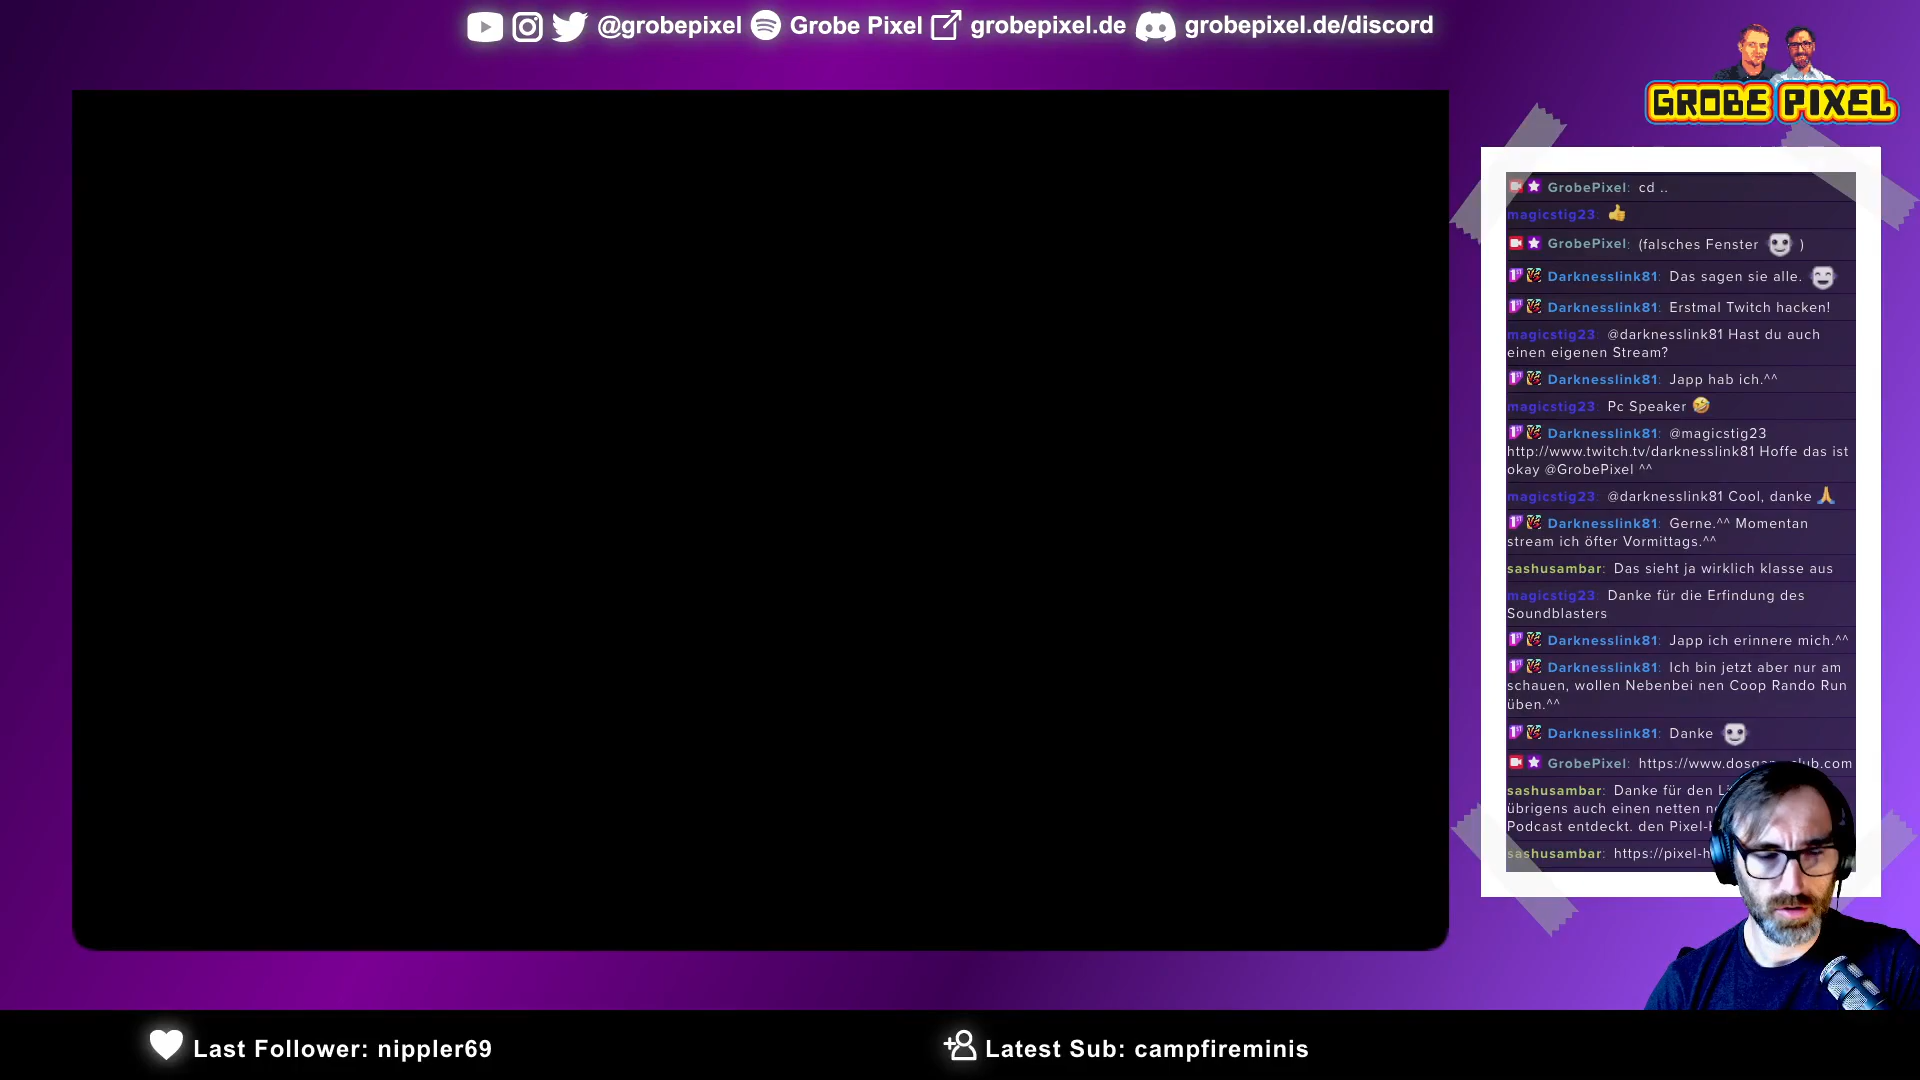 @grobepixel Grobe Pixel grobepixel.de grobepixel.de/discord
GROBE PIXEL
GrobePixel: cd ..
magicstig23: 👍
GrobePixel: (falsches Fenster )
Darknesslink81: Das sagen sie alle.
Darknesslink81: Erstmal Twitch hacken!
magicstig23: @darknesslink81 Hast du auch
einen eigenen Stream?
Darknesslink81: Japp hab ich.^^
magicstig23: Pc Speaker 🤣
Darknesslink81: @magicstig23
http://www.twitch.tv/darknesslink81 Hoffe das ist
okay @GrobePixel ^^
magicstig23: @darknesslink81 Cool, danke 🙏
Darknesslink81: Gerne.^^ Momentan
stream ich öfter Vormittags.^^
sashusambar: Das sieht ja wirklich klasse aus
magicstig23: Danke für die Erfindung des
Soundblasters
Darknesslink81: Japp ich erinnere mich.^^
Darknesslink81: Ich bin jetzt aber nur am
schauen, wollen Nebenbei nen Coop Rando Run
üben.^^
Darknesslink81: Danke
GrobePixel: https://www.
sashusambar: Danke für den
übrigens auch einen netten
Podcast entdeckt. den
sashusambar: https://
Last Follower: nippler69
Latest Sub: campfireminis